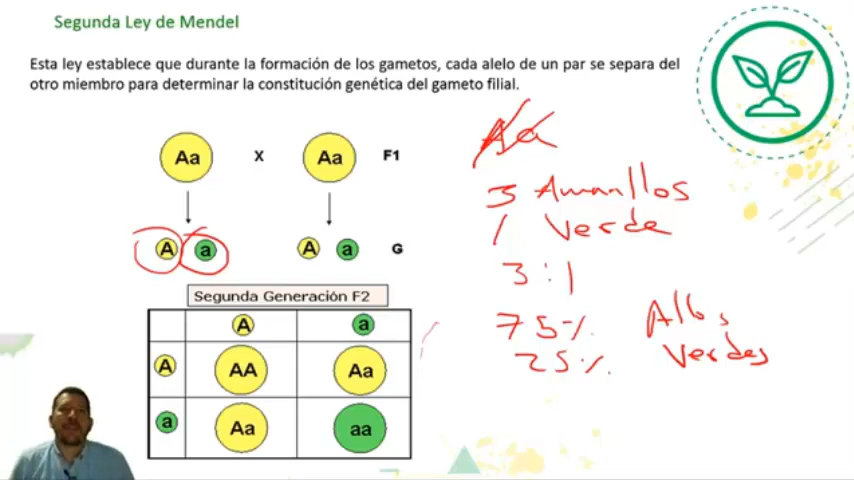 Segunda Ley de Mendel
Esta ley establece que durante la formación de los gametos, cada alelo de un par se separa del
otro miembro para determinar la constitución genética del gameto filial.
Aa X Aa F1
A a A a G
Segunda Generación F2
A a
A AA Aa
a Aa aa
Aa
3 Amarillos
1 Verde
3:1
75%
25% Verdes